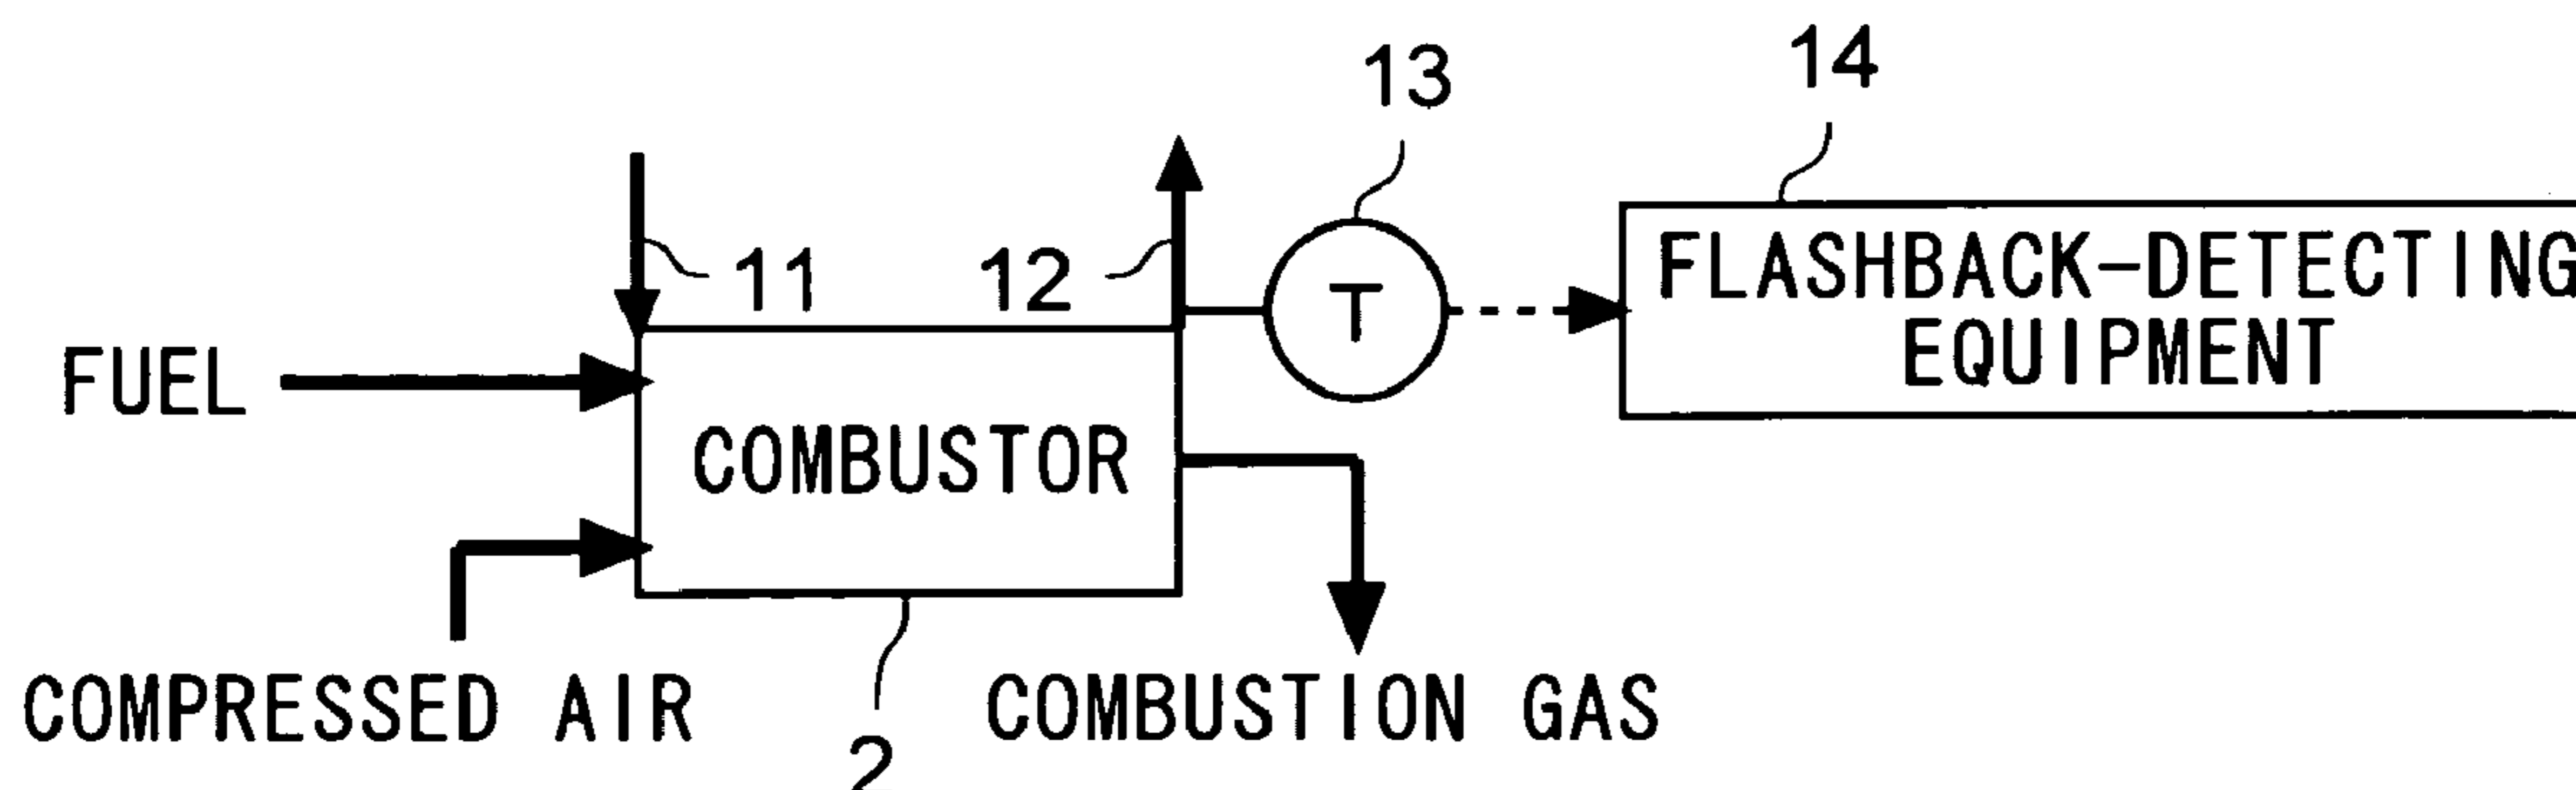 13
14
11
12
T
FLASHBACK-DETECTING
EQUIPMENT
FUEL
COMBUSTOR
COMPRESSED AIR
COMBUSTION GAS
2